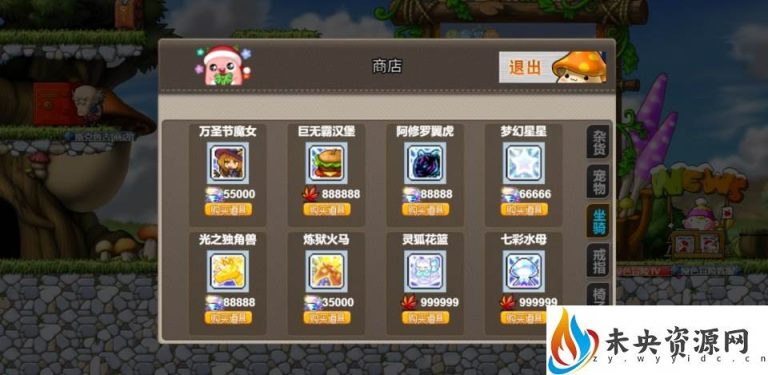 商店
退出
万圣节魔女
巨无霸汉堡
阿修罗翼虎
梦幻星星
55000
888888
88888
66666
购买道具
购买道具
购买道具
购买道具
光之独角兽
炼狱火马
灵狐花篮
七彩水母
88888
35000
999999
999999
购买道具
购买道具
购买道具
购买道具
杂货
宠物
坐骑
戒指
椅子
NEWS
未央资源网
zy.wyyidc.cn